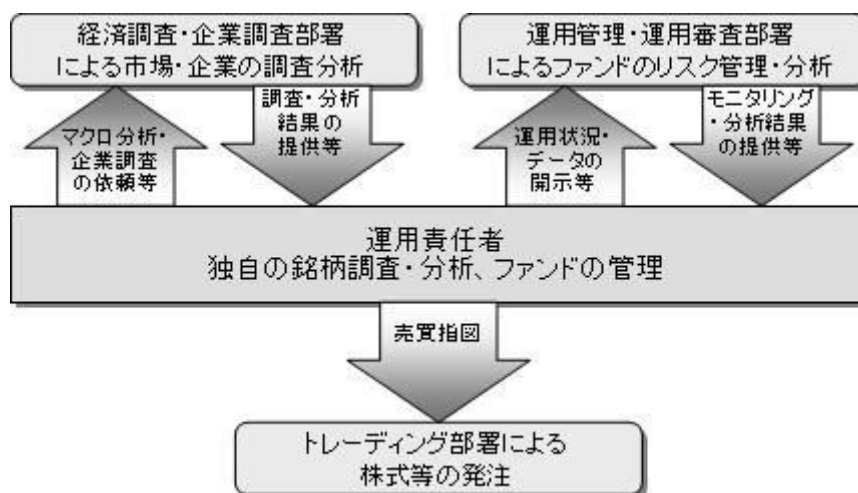 経済調査・企業調査部署
による市場・企業の調査分析
運用管理・運用審査部署
によるファンドのリスク管理・分析
マクロ分析・
企業調査
の依頼等
調査・分析
結果の
提供等
運用状況・
データの
開示等
モニタリング
・分析結果
の提供等
運用責任者
独自の銘柄調査・分析、ファンドの管理
売買指図
トレーディング部署による
株式等の発注